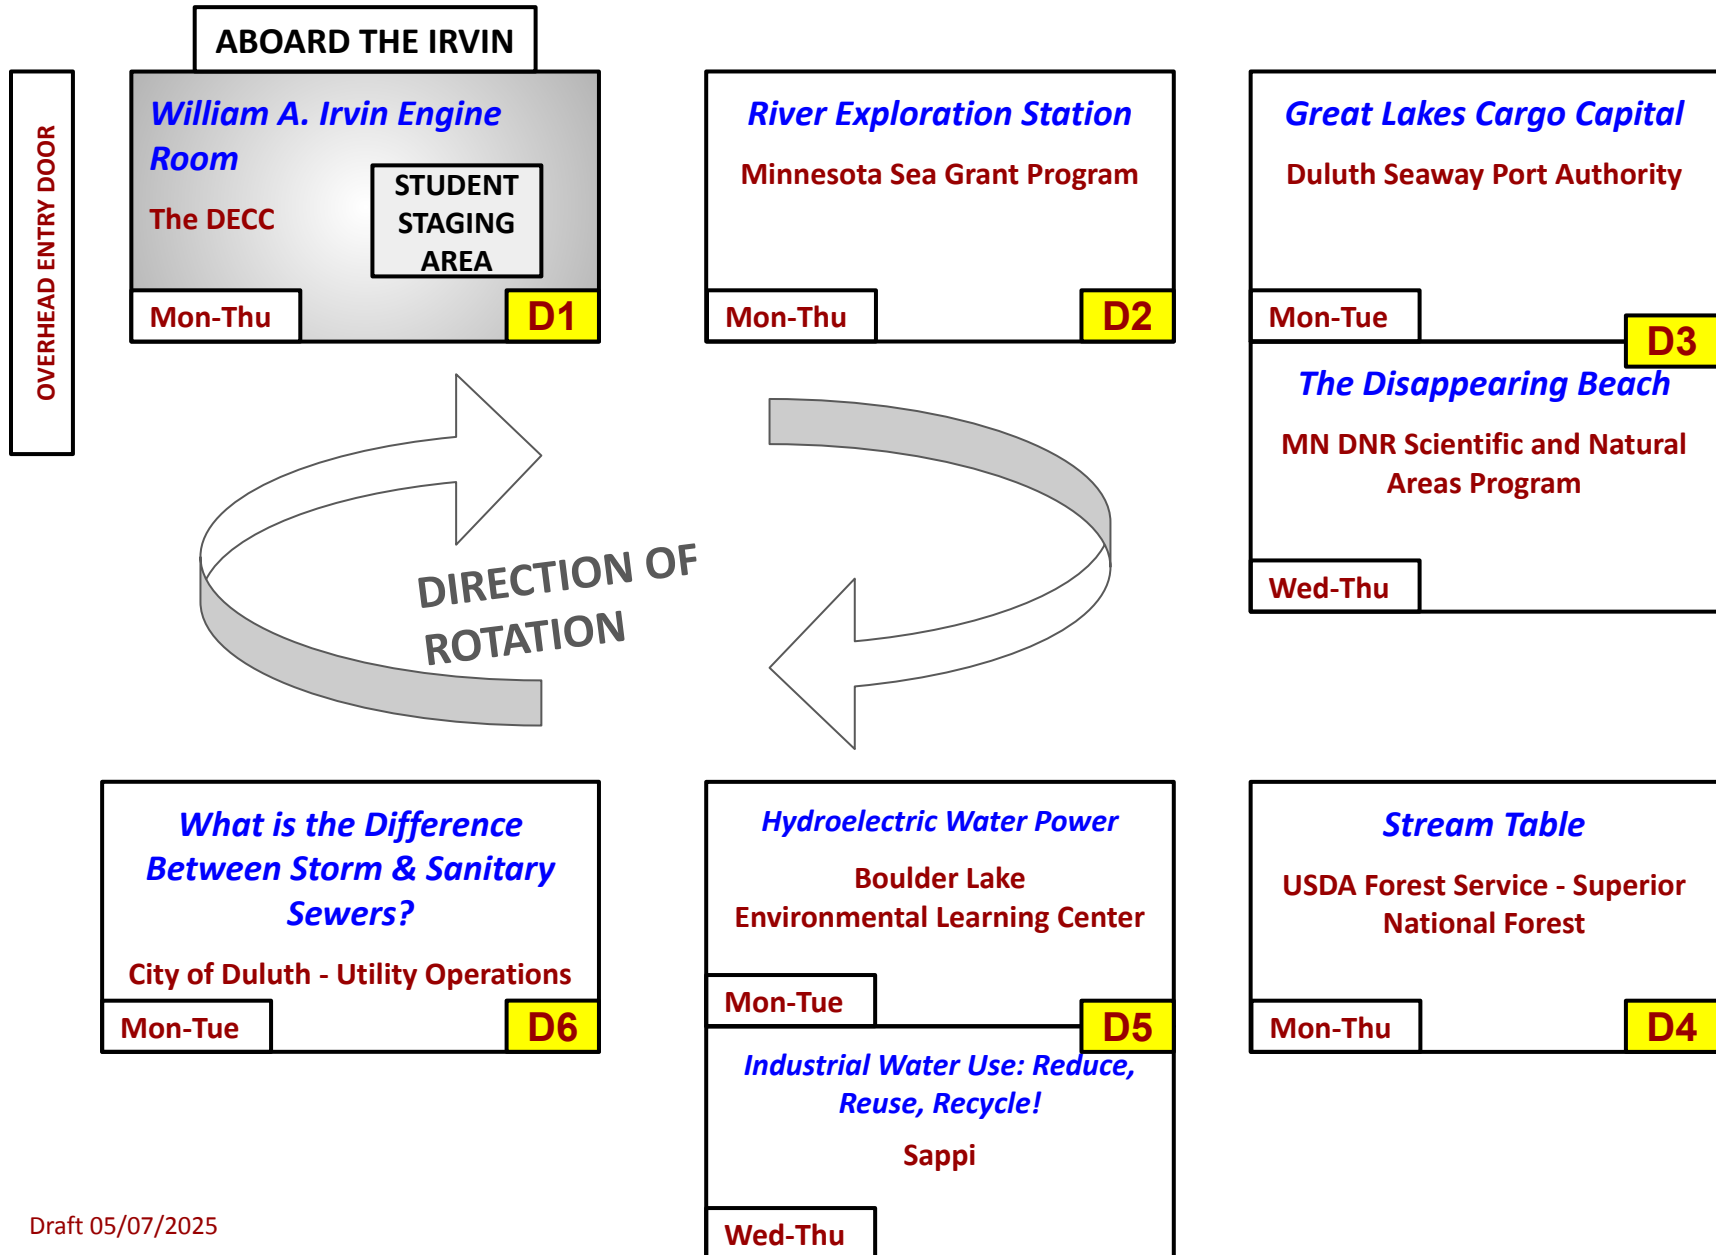 ABOARD THE IRVIN
OVERHEAD ENTRY DOOR
William A. Irvin Engine
Room
The DECC
STUDENT
STAGING
AREA
Mon-Thu
D1
River Exploration Station
Minnesota Sea Grant Program
Mon-Thu
D2
Great Lakes Cargo Capital
Duluth Seaway Port Authority
Mon-Tue
D3
The Disappearing Beach
MN DNR Scientific and Natural
Areas Program
Wed-Thu
DIRECTION OF
ROTATION
What is the Difference
Between Storm & Sanitary
Sewers?
City of Duluth - Utility Operations
Mon-Tue
D6
Hydroelectric Water Power
Boulder Lake
Environmental Learning Center
Mon-Tue
D5
Industrial Water Use: Reduce,
Reuse, Recycle!
Sappi
Wed-Thu
Stream Table
USDA Forest Service - Superior
National Forest
Mon-Thu
D4
Draft 05/07/2025